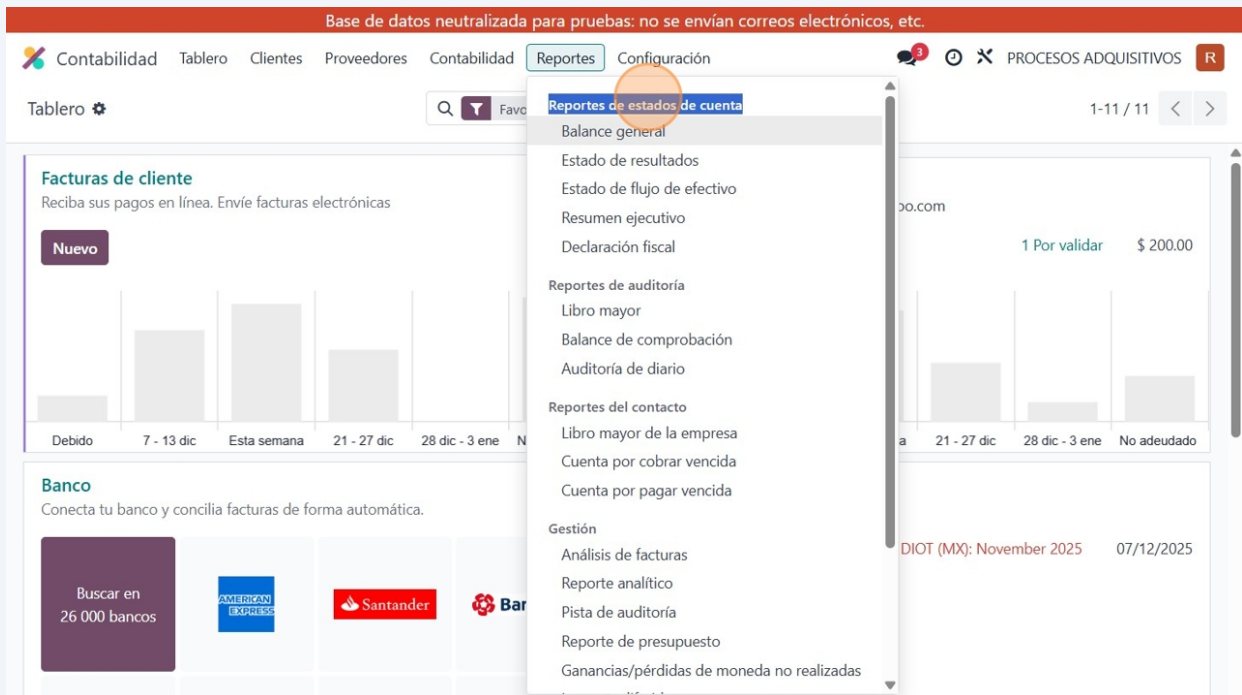 Base de datos neutralizada para pruebas: no se envían correos electrónicos, etc.
Contabilidad Tablero Clientes Proveedores Contabilidad Reportes Configuración 3 PROCESOS ADQUISITIVOS R
Tablero Favo 1-11 / 11
Reportes de estados de cuenta
Balance general
Estado de resultados
Estado de flujo de efectivo
Resumen ejecutivo
Declaración fiscal
Reportes de auditoría
Libro mayor
Balance de comprobación
Auditoría de diario
Reportes del contacto
Libro mayor de la empresa
Cuenta por cobrar vencida
Cuenta por pagar vencida
Gestión
Análisis de facturas
Reporte analítico
Pista de auditoría
Reporte de presupuesto
Ganancias/pérdidas de moneda no realizadas
Facturas de cliente
Reciba sus pagos en línea. Envíe facturas electrónicas
Nuevo
Debido 7 - 13 dic Esta semana 21 - 27 dic 28 dic - 3 ene N
oo.com
1 Por validar $ 200.00
a 21 - 27 dic 28 dic - 3 ene No adeudado
Banco
Conecta tu banco y concilia facturas de forma automática.
Buscar en
26 000 bancos
AMERICAN
EXPRESS
Santander
Bar
DIOT (MX): November 2025 07/12/2025